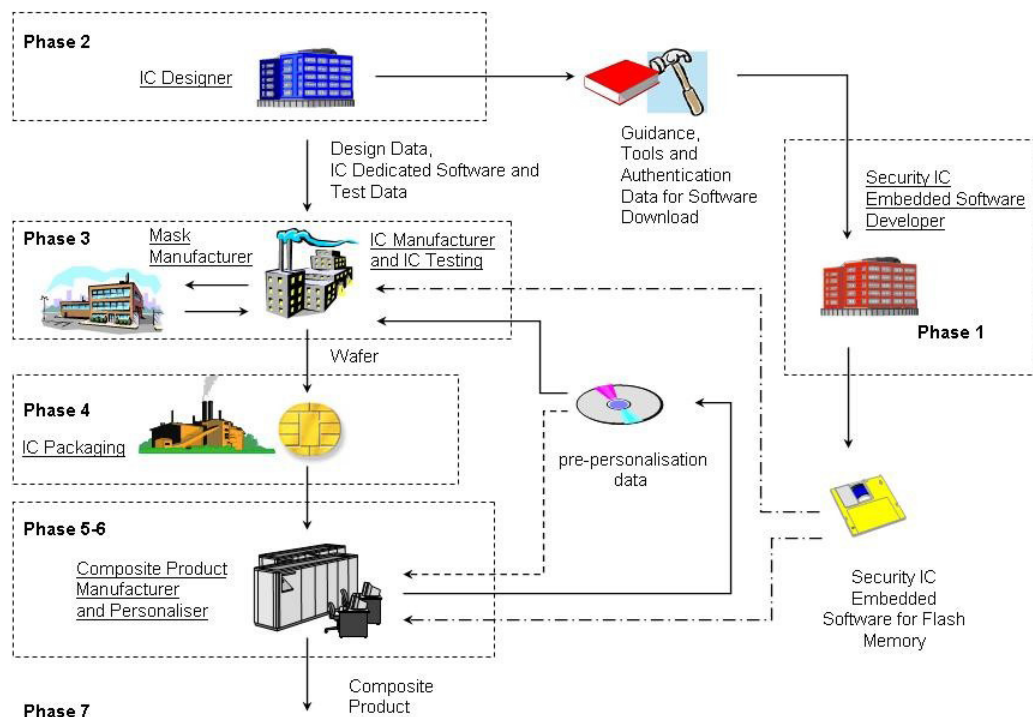 Phase 2
IC Designer
Guidance,
Tools and
Authentication
Data for Software
Download
Design Data,
IC Dedicated Software and
Test Data
Security IC
Embedded Software
Developer
Phase 1
Phase 3
Mask
Manufacturer
IC Manufacturer
and IC Testing
Wafer
Phase 4
IC Packaging
pre-personalisation
data
Phase 5-6
Composite Product
Manufacturer
and Personaliser
Security IC
Embedded
Software for Flash
Memory
Composite
Product
Phase 7